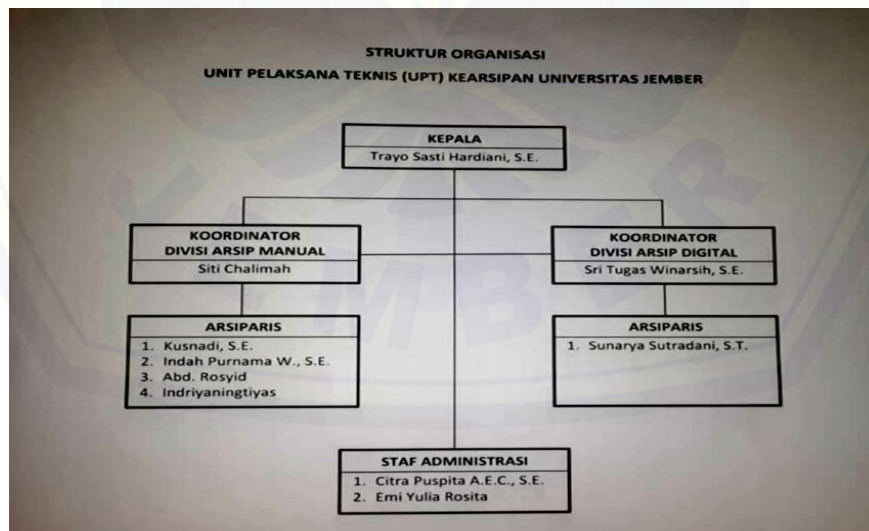 STRUKTUR ORGANISASI
UNIT PELAKSANA TEKNIS (UPT) KEARSIPAN UNIVERSITAS JEMBER
KEPALA
Trayo Sasti Hardiani, S.E.
KOORDINATOR
DIVISI ARSIP MANUAL
Siti Chalimah
KOORDINATOR
DIVISI ARSIP DIGITAL
Sri Tugas Winarsih, S.E.
ARSIPARIS
1. Kusnadi, S.E.
2. Indah Purnama W., S.E.
3. Abd. Rosyid
4. Indriyaningtiyas
ARSIPARIS
1. Sunarya Sutradani, S.T.
STAF ADMINISTRASI
1. Citra Puspita A.E.C., S.E.
2. Emi Yulia Rosita